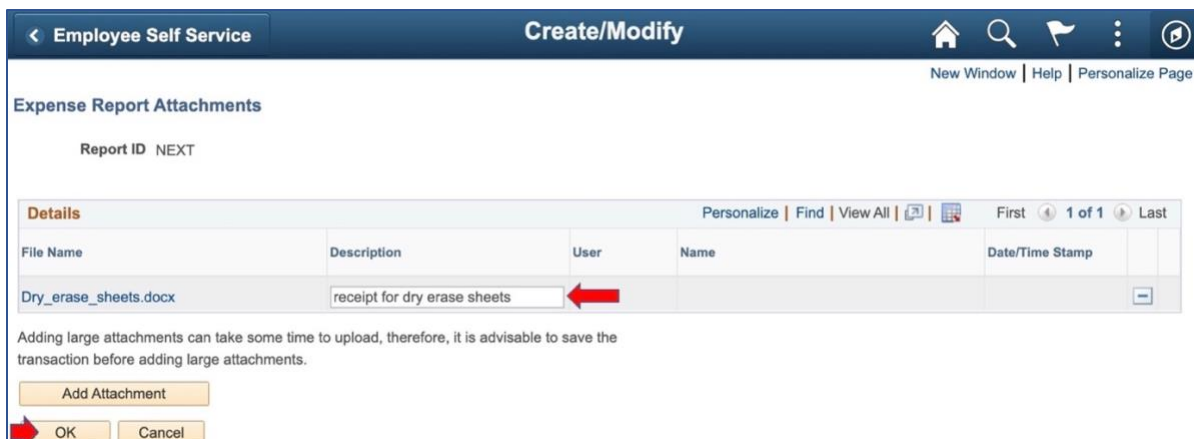 Employee Self Service Create/Modify
New Window | Help | Personalize Page
Expense Report Attachments
Report ID NEXT
Details Personalize | Find | View All | | First 1 of 1 Last
File Name Description User Name Date/Time Stamp
Dry_erase_sheets.docx receipt for dry erase sheets
Adding large attachments can take some time to upload, therefore, it is advisable to save the
transaction before adding large attachments.
Add Attachment
OK Cancel